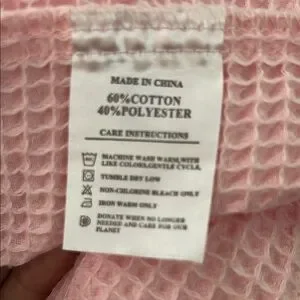 MADE IN CHINA
60%COTTON
40%POLYESTER
CARE INSTRUCTIONS
MACHINE WASH WARM,WITH
LIKE COLORS,GENTLE CYCLE,
TUMBLE DRY LOW
NON-CHLORINE BLEACH ONLY
IRON WARM ONLY
DONATE WHEN NO LONGER
NEEDED AND CARE FOR OUR
PLANET